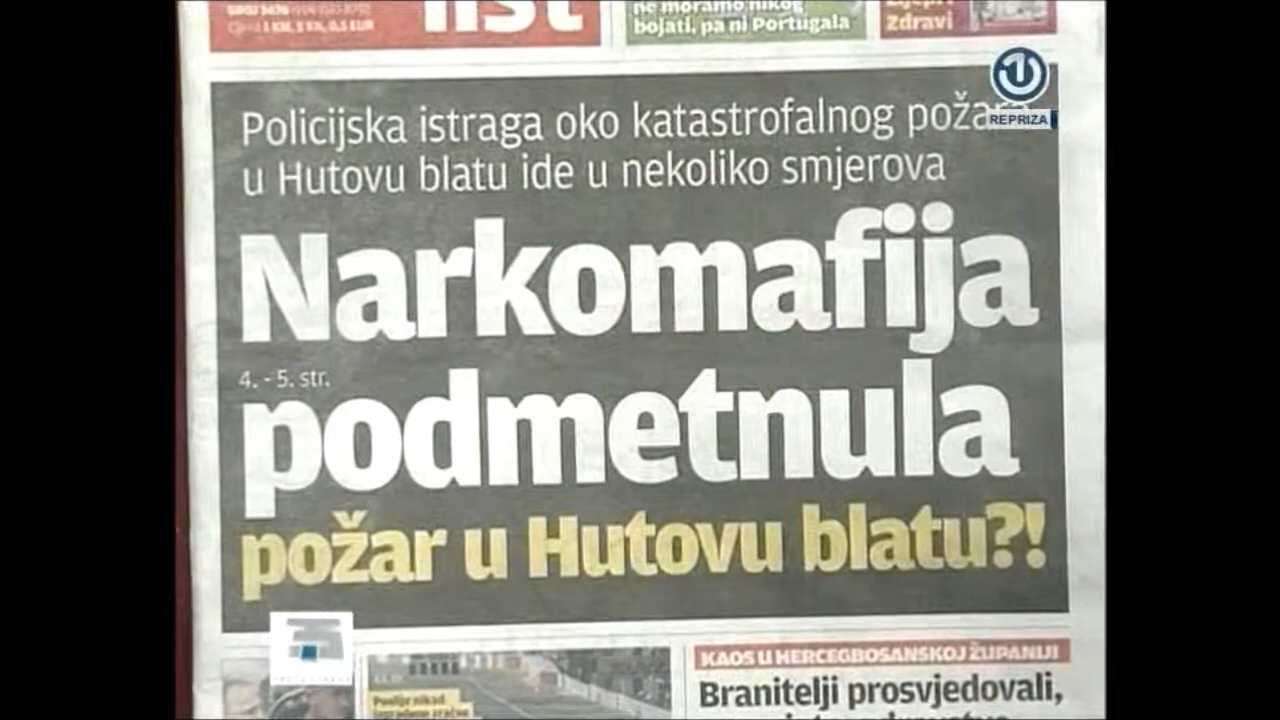 list
ne moramo nikog
bojati, pa ni Portugala
zdravi
REPRIZA
Policijska istraga oko katastrofalnog požara
u Hutovu blatu ide u nekoliko smjerova
Narkomafija
4. - 5. str.
podmetnula
požar u Hutovu blatu?!
KAOS U HERCEGBOSANSKOJ ŽUPANIJI
Branitelji prosvjedovali,